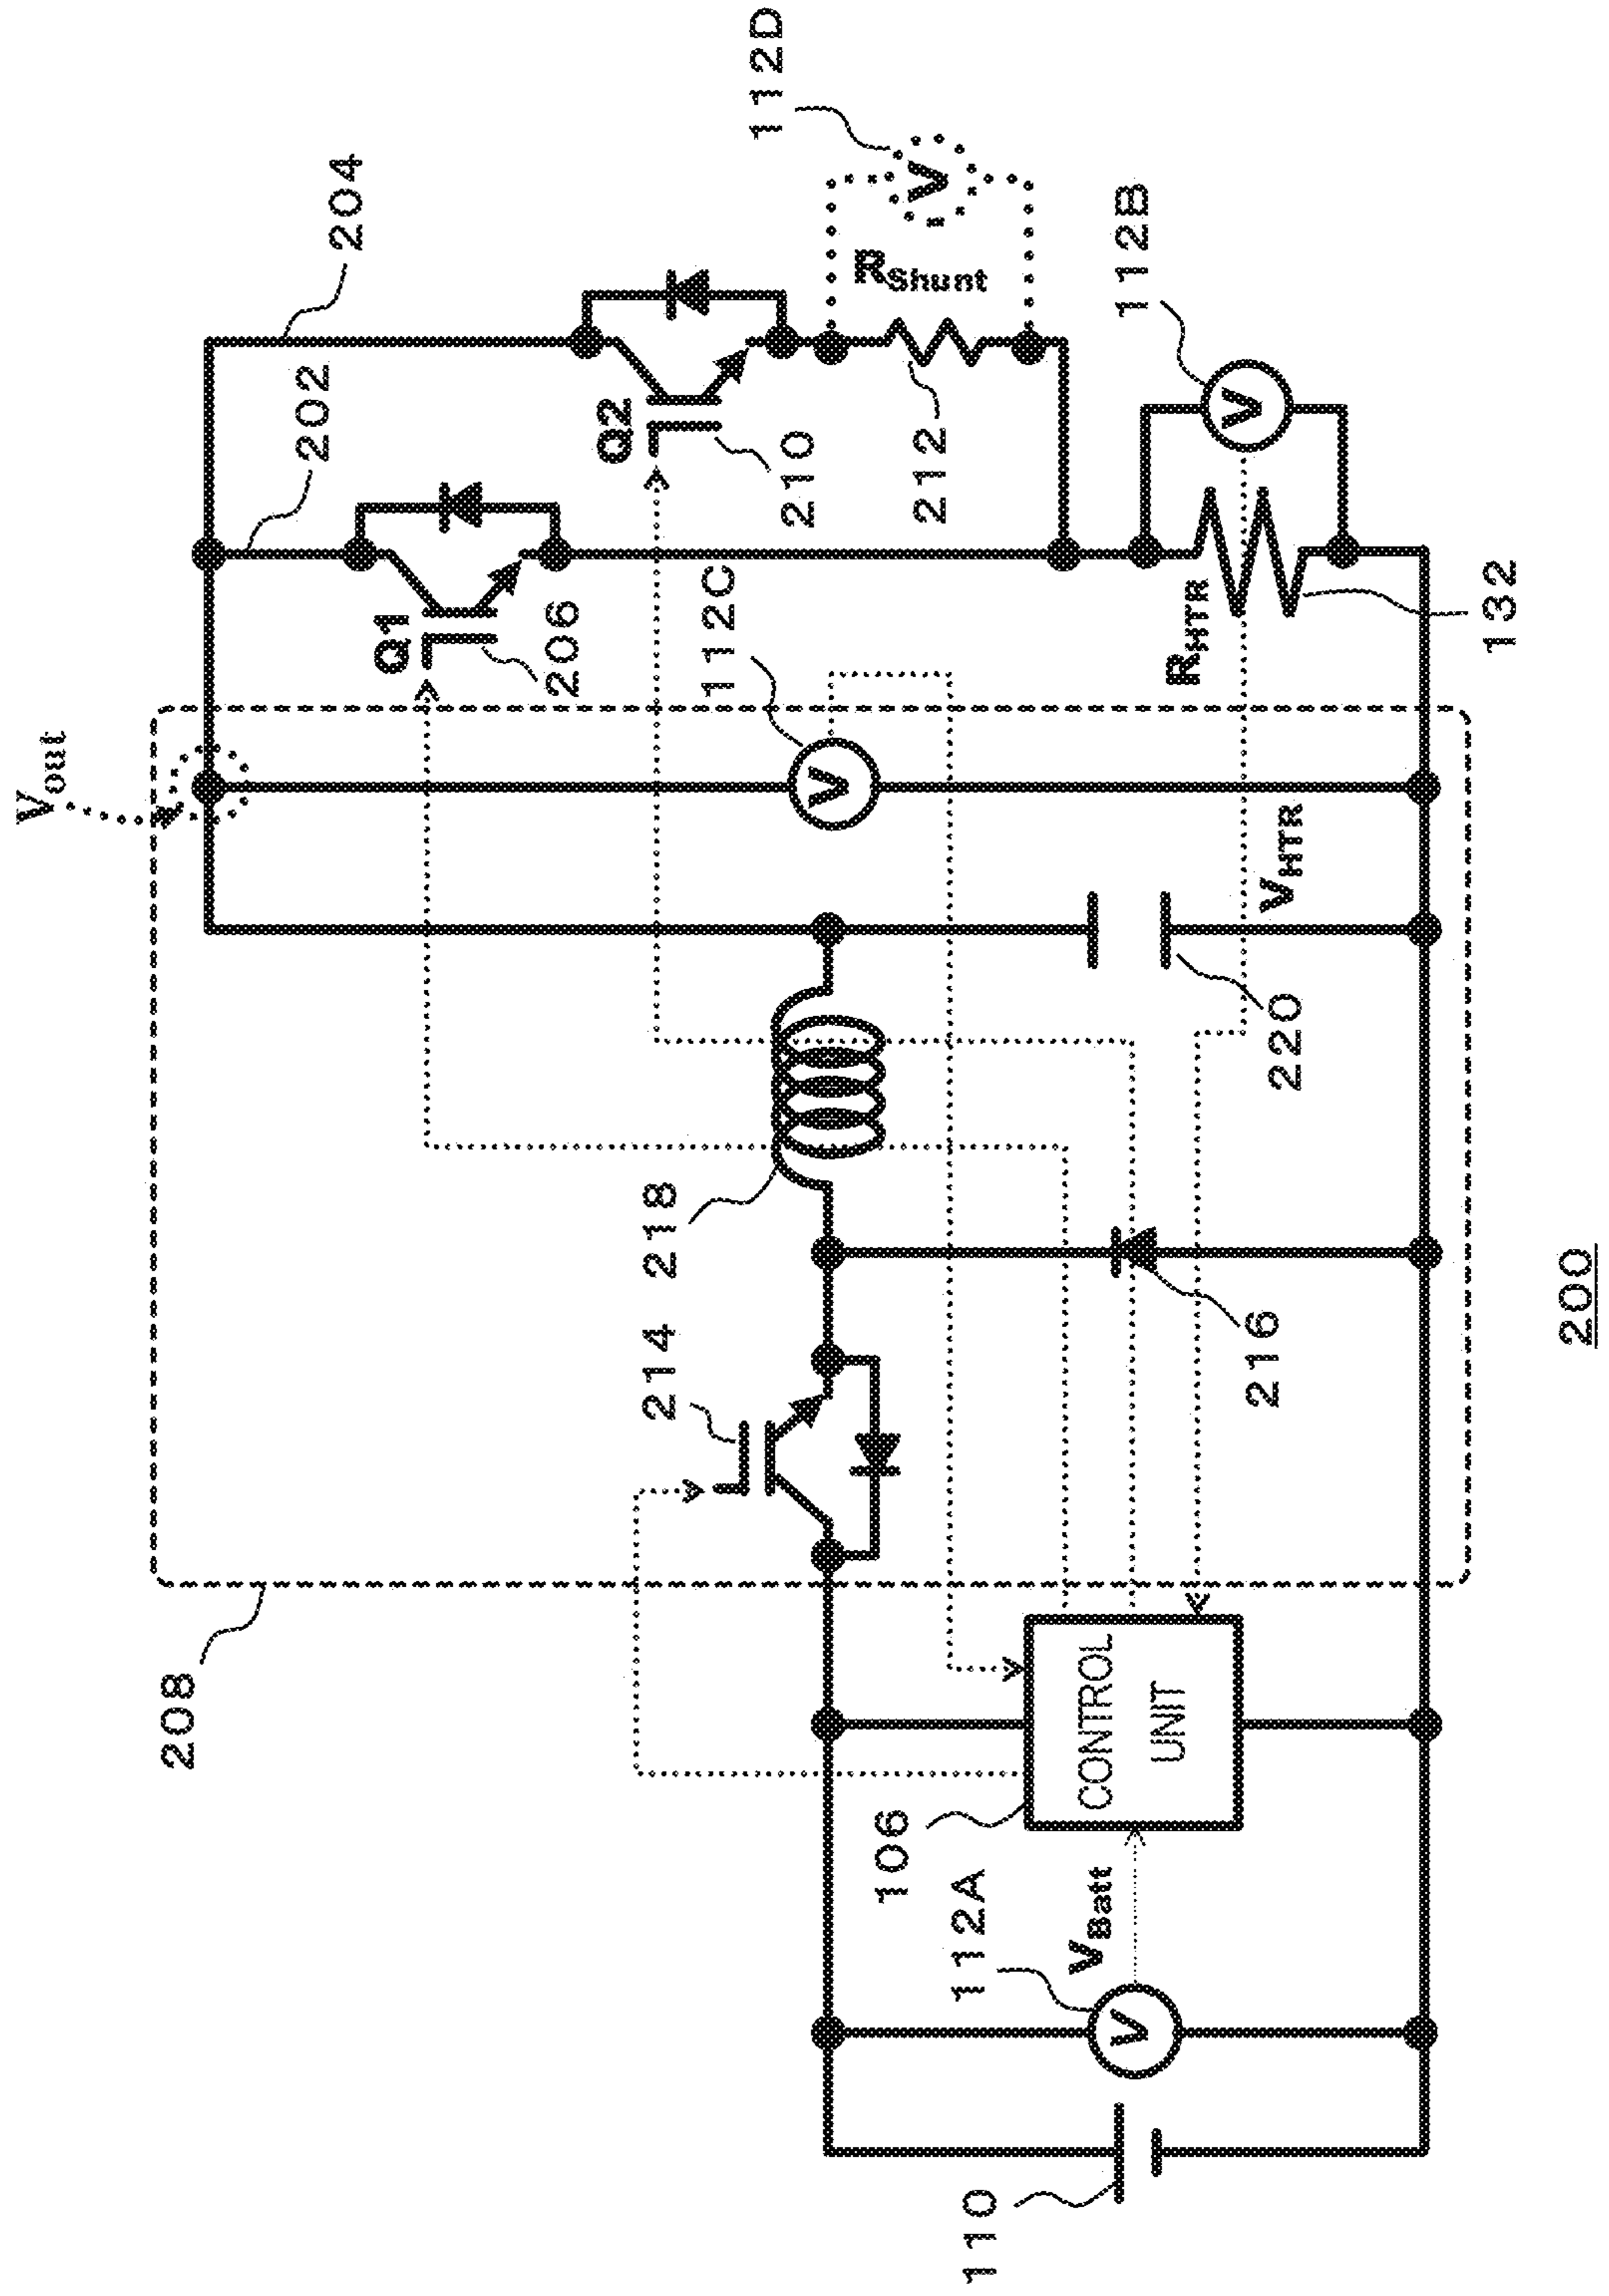 200
110
112A
V
VBatt
106
CONTROL
UNIT
208
214
216
218
220
VHTR
Vout
112C
V
202
204
Q1
206
Q2
210
212
RShunt
112D
V
112B
V
RHTR
132